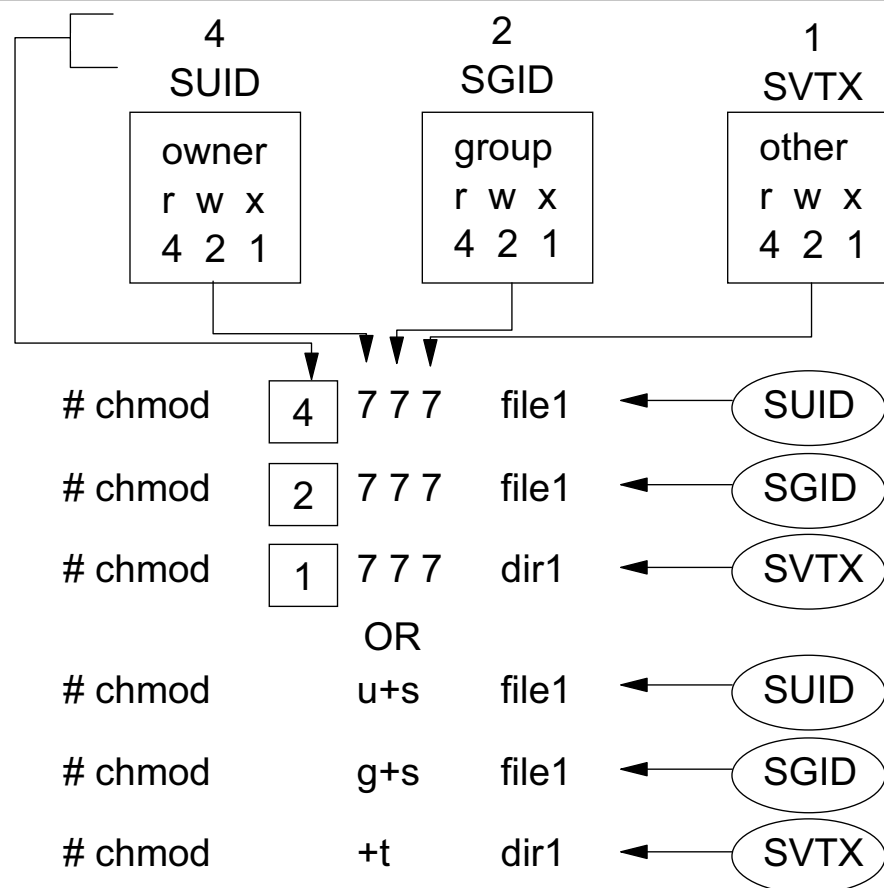 4 2 1
SUID SGID SVTX
owner group other
r w x r w x r w x
4 2 1 4 2 1 4 2 1
# chmod 4 7 7 7 file1 SUID
# chmod 2 7 7 7 file1 SGID
# chmod 1 7 7 7 dir1 SVTX
OR
# chmod u+s file1 SUID
# chmod g+s file1 SGID
# chmod +t dir1 SVTX